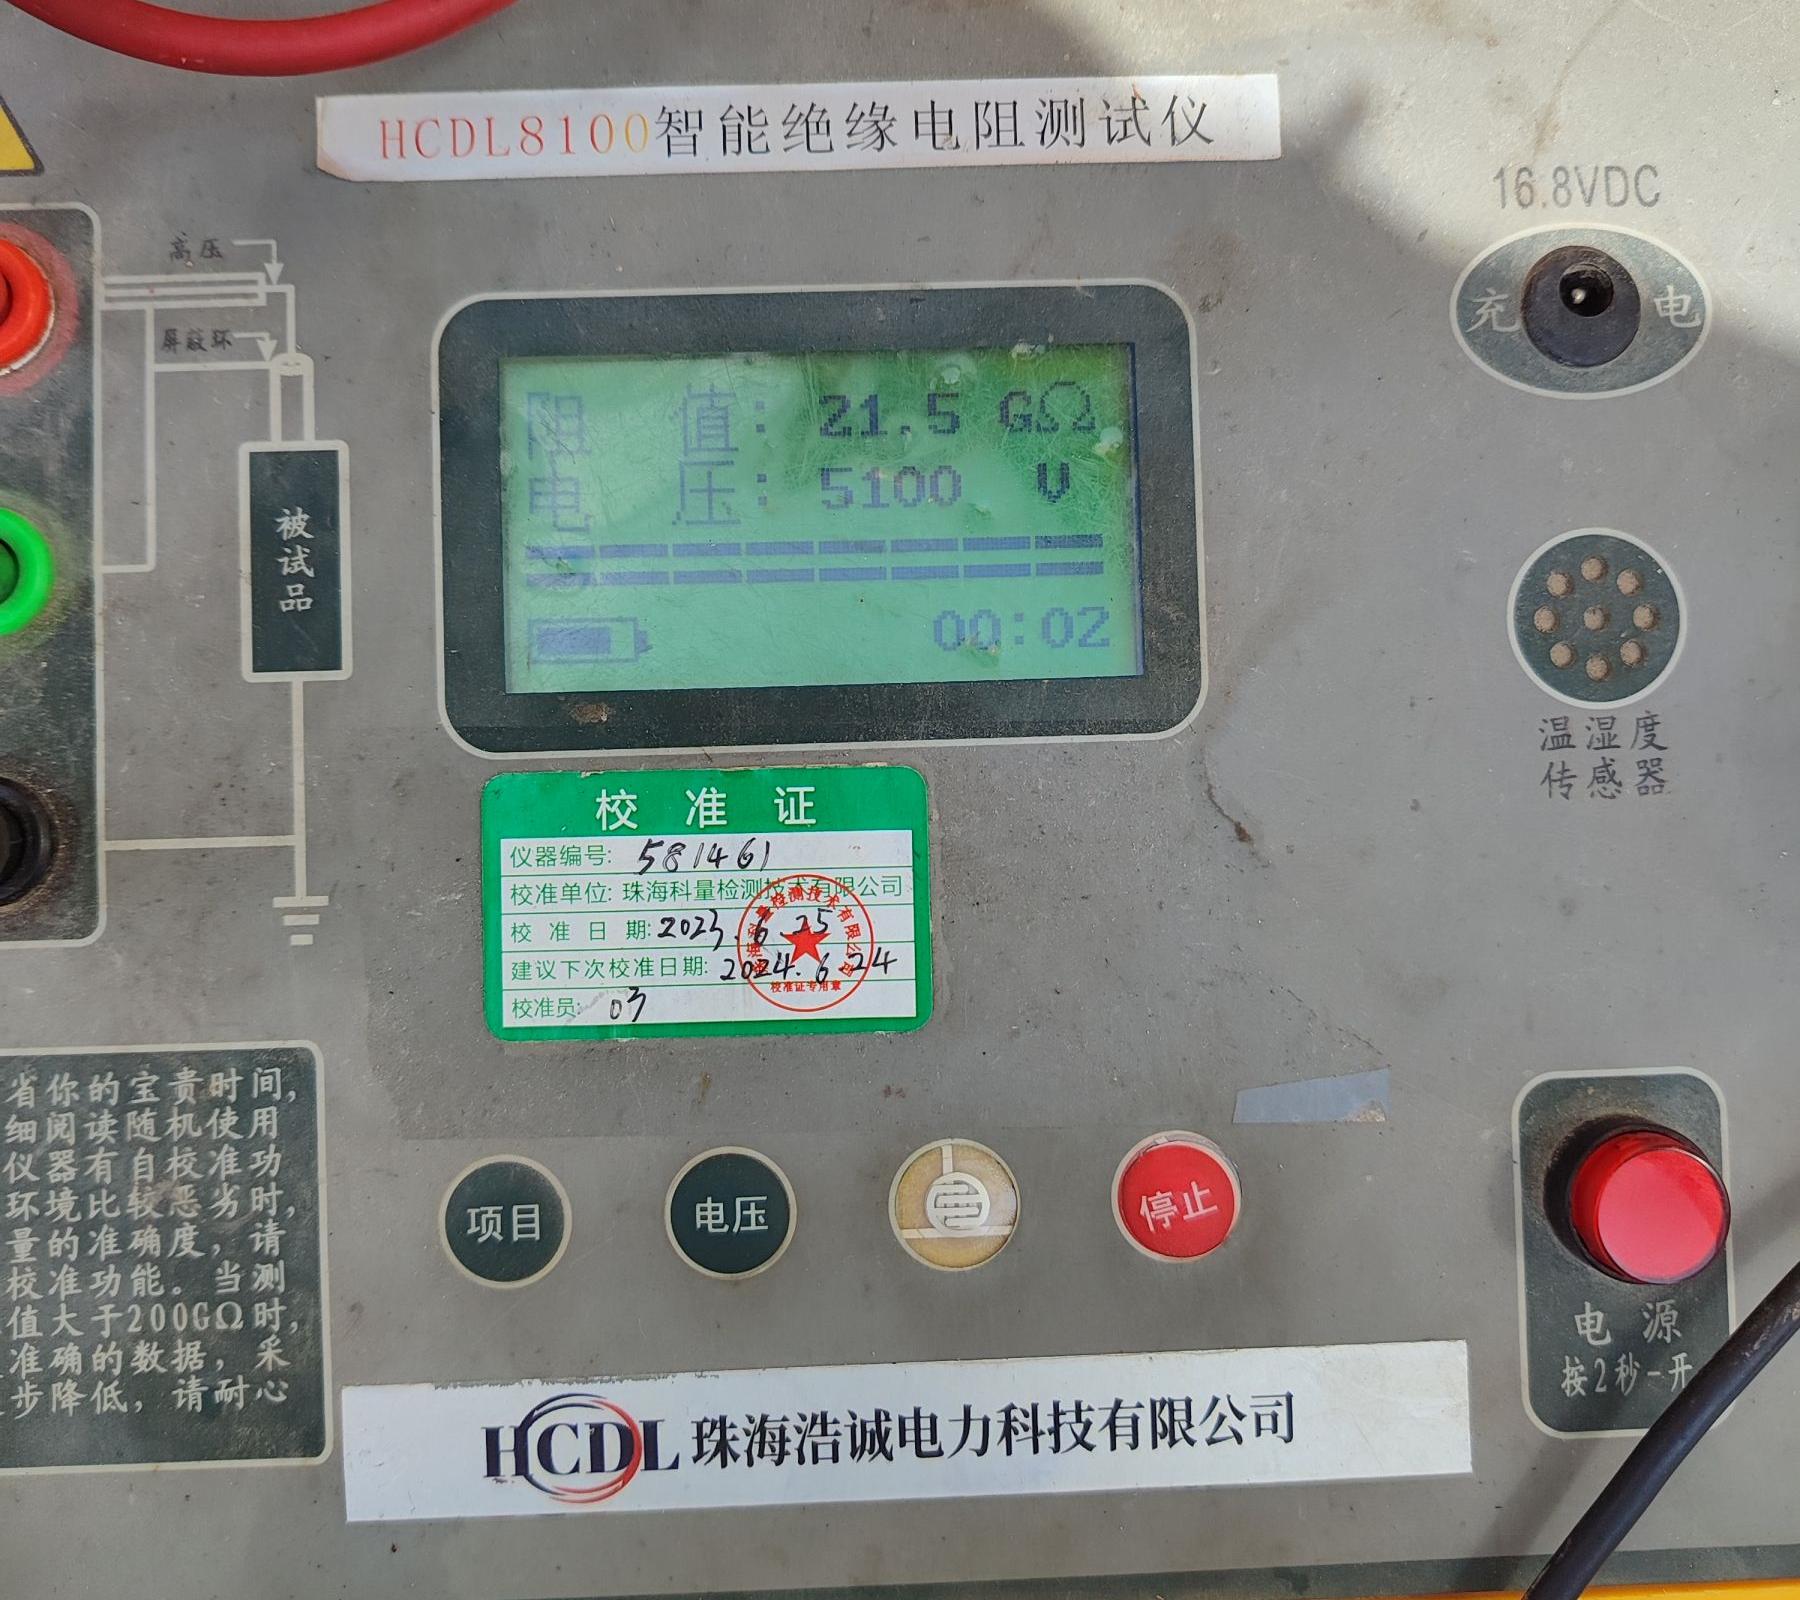 HCDL8100智能绝缘电阻测试仪
16.8VDC
高压
屏蔽环
被试品
充 电
阻 值: 21.5 GΩ
电 压: 5100 V
00:02
温湿度
传感器
校 准 证
仪器编号: 581461
校准单位: 珠海科量检测技术有限公司
校 准 日 期: 2023.6.25
建议下次校准日期: 2024.6.24
校准员: 03
校准证专用章
省你的宝贵时间,
细阅读随机使用
仪器有自校准功
环境比较恶劣时,
量的准确度, 请
校准功能。当测
值大于200GΩ时,
准确的数据, 采
步降低, 请耐心
项目
电压
停止
电 源
按2秒-开
HCDL 珠海浩诚电力科技有限公司